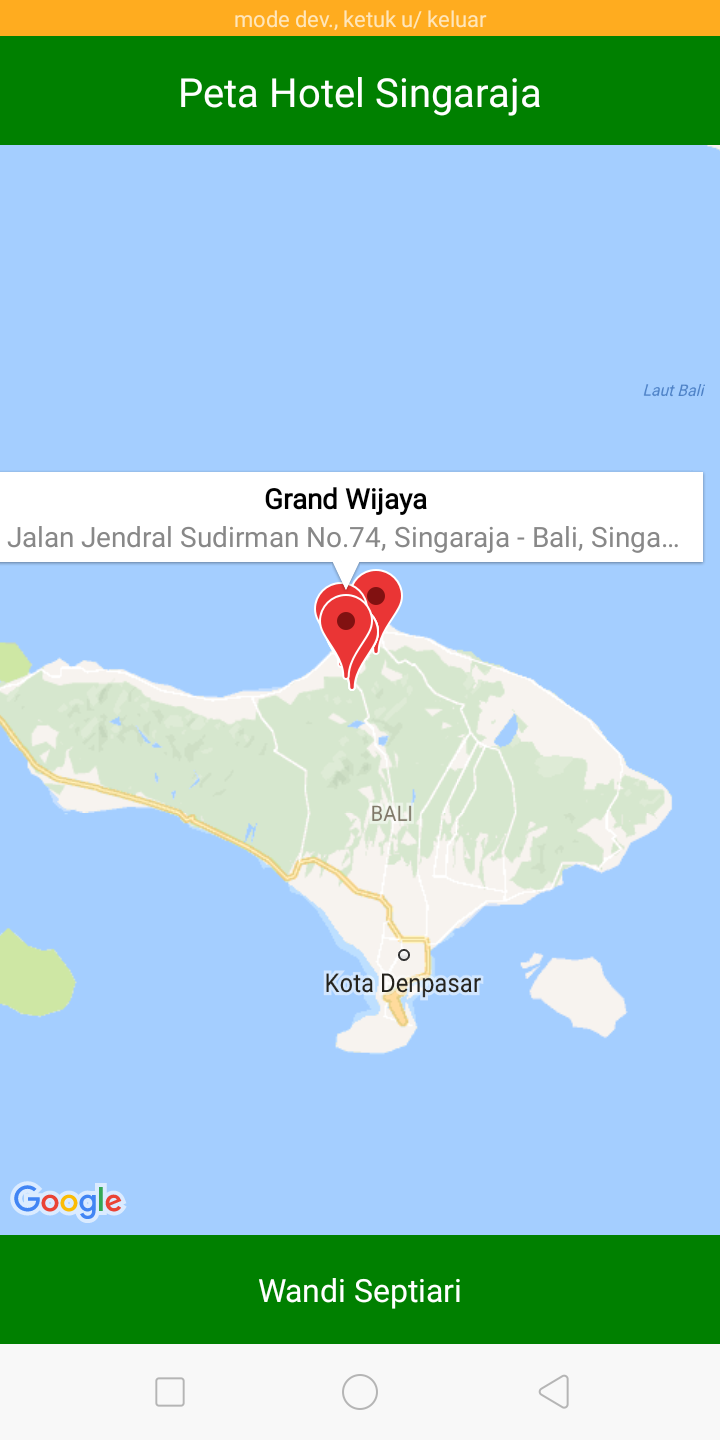 mode dev., ketuk u/ keluar
Peta Hotel Singaraja
Laut Bali
Grand Wijaya
Jalan Jendral Sudirman No.74, Singaraja - Bali, Singa...
BALI
Kota Denpasar
Google
Wandi Septiari